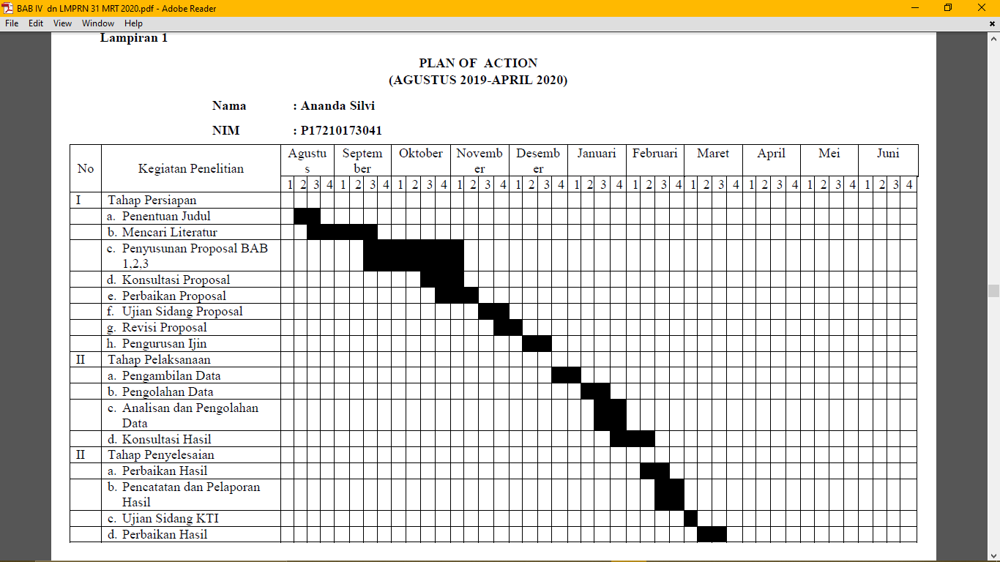 BAB IV  dn LMPRN 31 MRT 2020.pdf - Adobe Reader
File Edit View Window Help
Lampiran 1
PLAN OF  ACTION
(AGUSTUS 2019-APRIL 2020)
Nama : Ananda Silvi
NIM : P17210173041
No Kegiatan Penelitian Agustu Septem Oktober Novemb Desemb Januari Februari Maret April Mei Juni
s ber er er
1 2 3 4 1 2 3 4 1 2 3 4 1 2 3 4 1 2 3 4 1 2 3 4 1 2 3 4 1 2 3 4 1 2 3 4 1 2 3 4 1 2 3 4
I Tahap Persiapan
a. Penentuan Judul
b. Mencari Literatur
c. Penyusunan Proposal BAB
1,2,3
d. Konsultasi Proposal
e. Perbaikan Proposal
f. Ujian Sidang Proposal
g. Revisi Proposal
h. Pengurusan Ijin
II Tahap Pelaksanaan
a. Pengambilan Data
b. Pengolahan Data
c. Analisan dan Pengolahan
Data
d. Konsultasi Hasil
II Tahap Penyelesaian
a. Perbaikan Hasil
b. Pencatatan dan Pelaporan
Hasil
c. Ujian Sidang KTI
d. Perbaikan Hasil